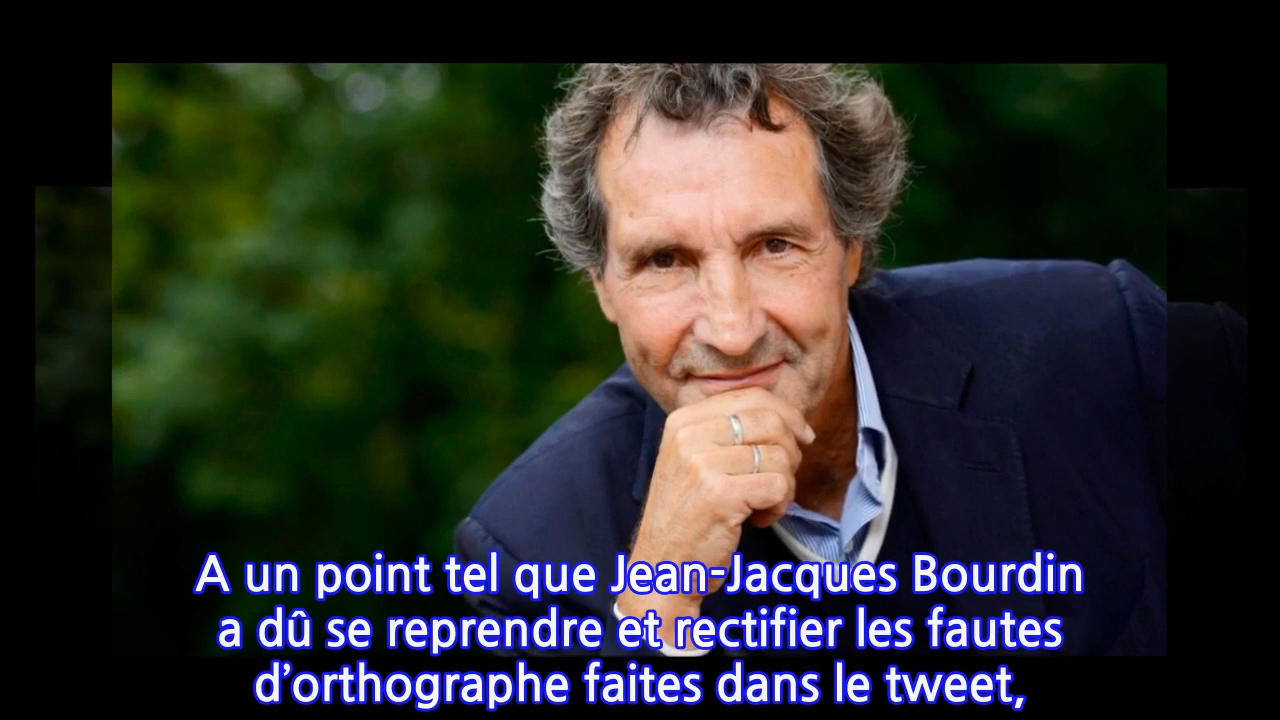 A un point tel que Jean-Jacques Bourdin
a dû se reprendre et rectifier les fautes
d’orthographe faites dans le tweet,